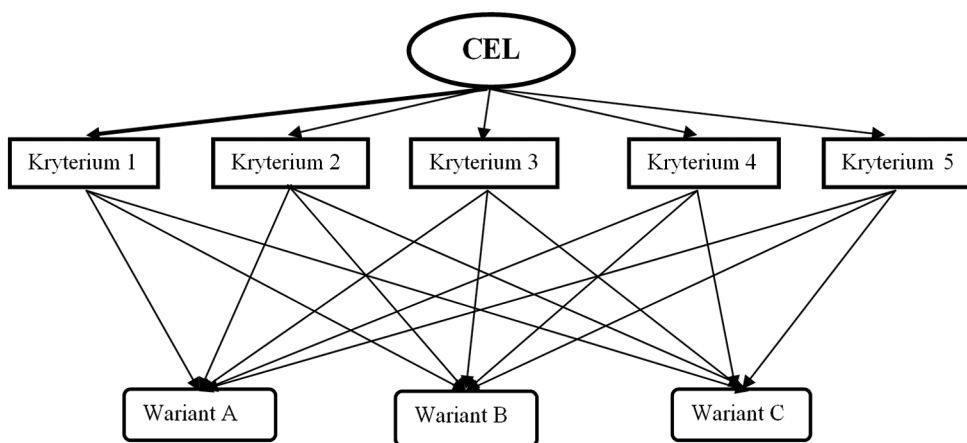 CEL
Kryterium 1
Kryterium 2
Kryterium 3
Kryterium 4
Kryterium 5
Wariant A
Wariant B
Wariant C